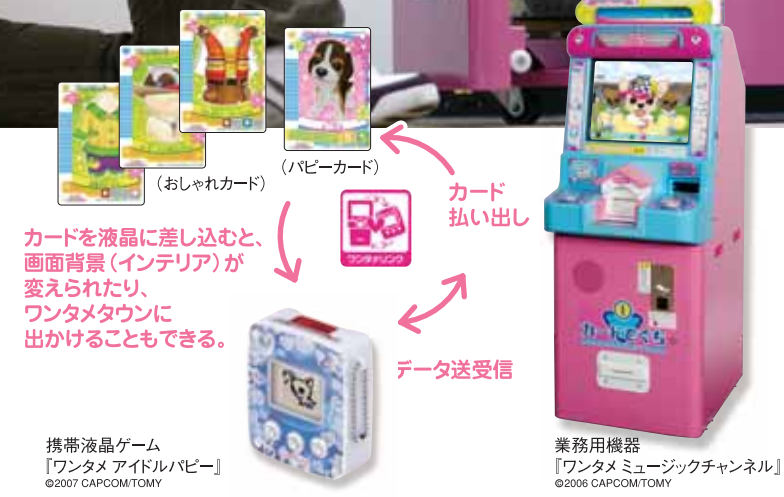 （おしゃれカード）
（パピーカード）
カード
払い出し
ワンタメリンク
カードを液晶に差し込むと、
画面背景（インテリア）が
変えられたり、
ワンタメタウンに
出かけることもできる。
データ送受信
カードでぐち
携帯液晶ゲーム
『ワンタメ アイドルパピー』
©2007 CAPCOM/TOMY
業務用機器
『ワンタメ ミュージックチャンネル』
©2006 CAPCOM/TOMY